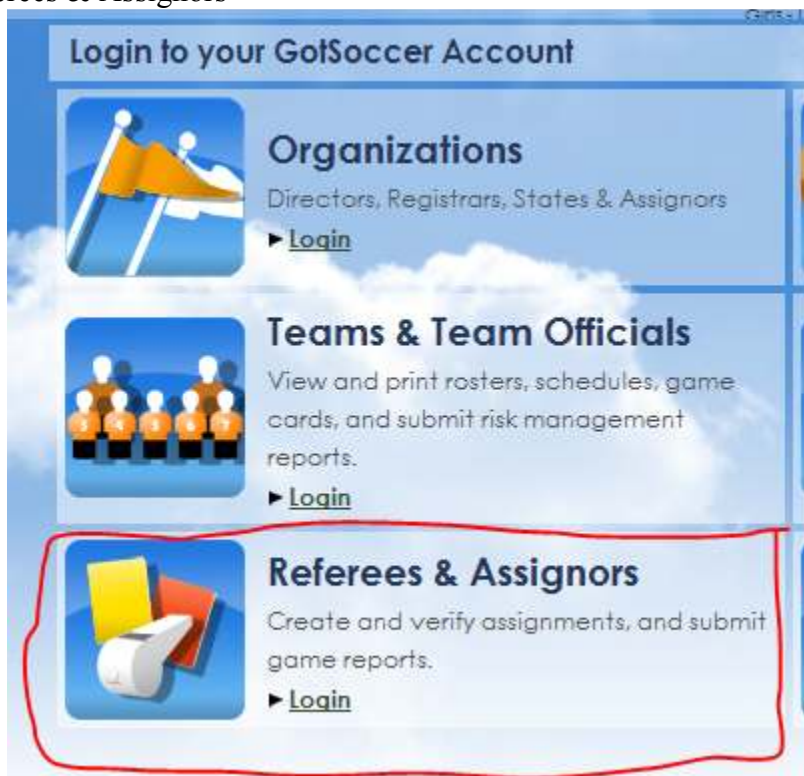 & Assignors
Login to your GotSoccer Account
Organizations
Directors, Registrars, States & Assignors
►Login
Teams & Team Officials
View and print rosters, schedules, game
cards, and submit risk management
reports.
►Login
Referees & Assignors
Create and verify assignments, and submit
game reports.
►Login